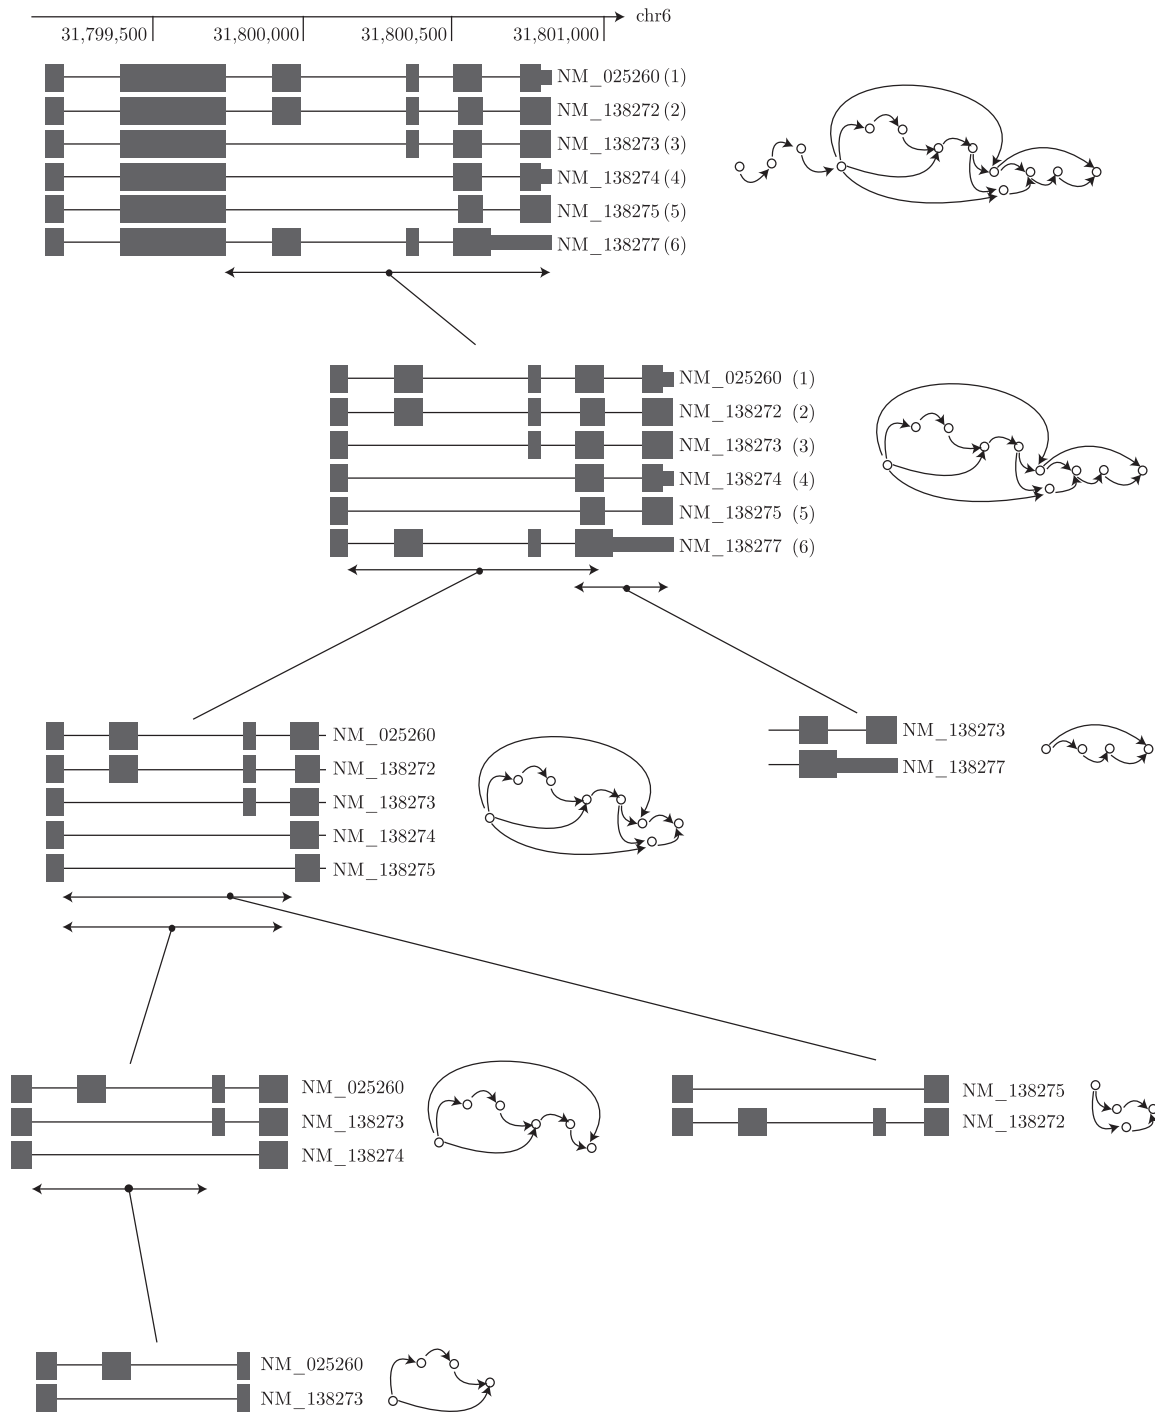 chr6
31,799,500 31,800,000 31,800,500 31,801,000
NM_025260 (1)
NM_138272 (2)
NM_138273 (3)
NM_138274 (4)
NM_138275 (5)
NM_138277 (6)
NM_025260 (1)
NM_138272 (2)
NM_138273 (3)
NM_138274 (4)
NM_138275 (5)
NM_138277 (6)
NM_025260
NM_138272
NM_138273
NM_138274
NM_138275
NM_138273
NM_138277
NM_025260
NM_138273
NM_138274
NM_138275
NM_138272
NM_025260
NM_138273